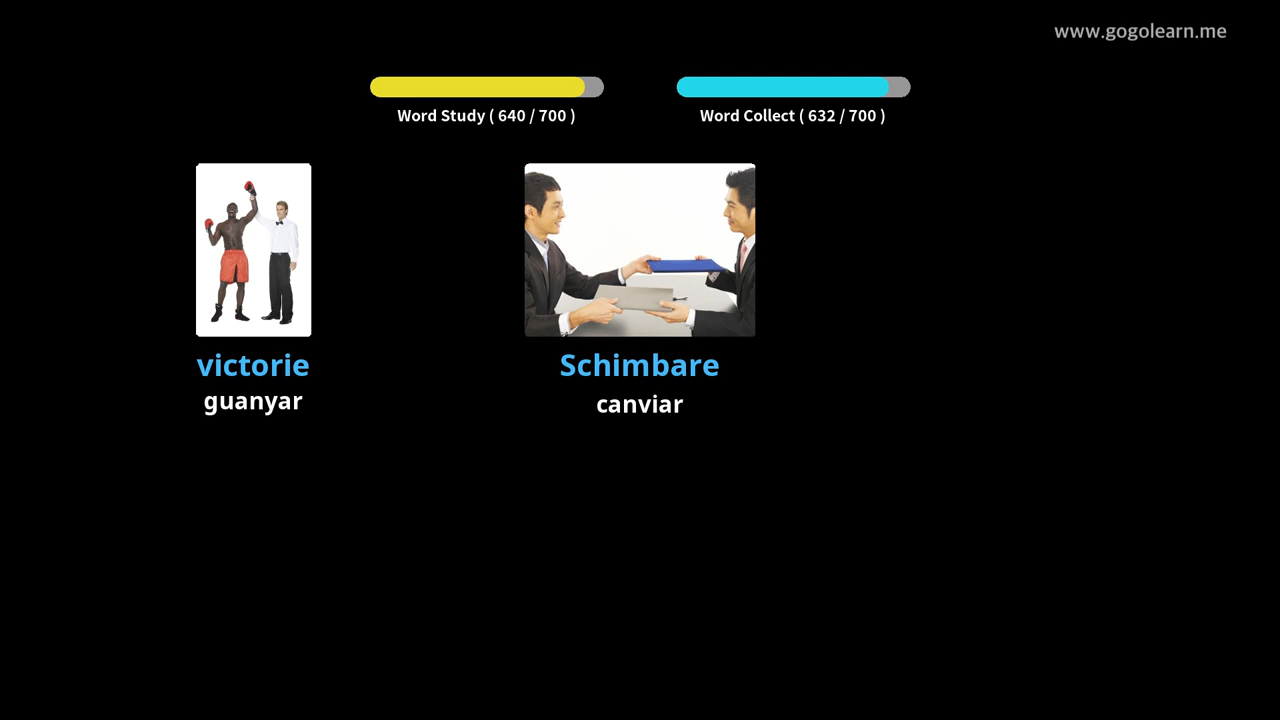 www.gogolearn.me
Word Study ( 640 / 700 )
Word Collect ( 632 / 700 )
victorie
guanyar
Schimbare
canviar